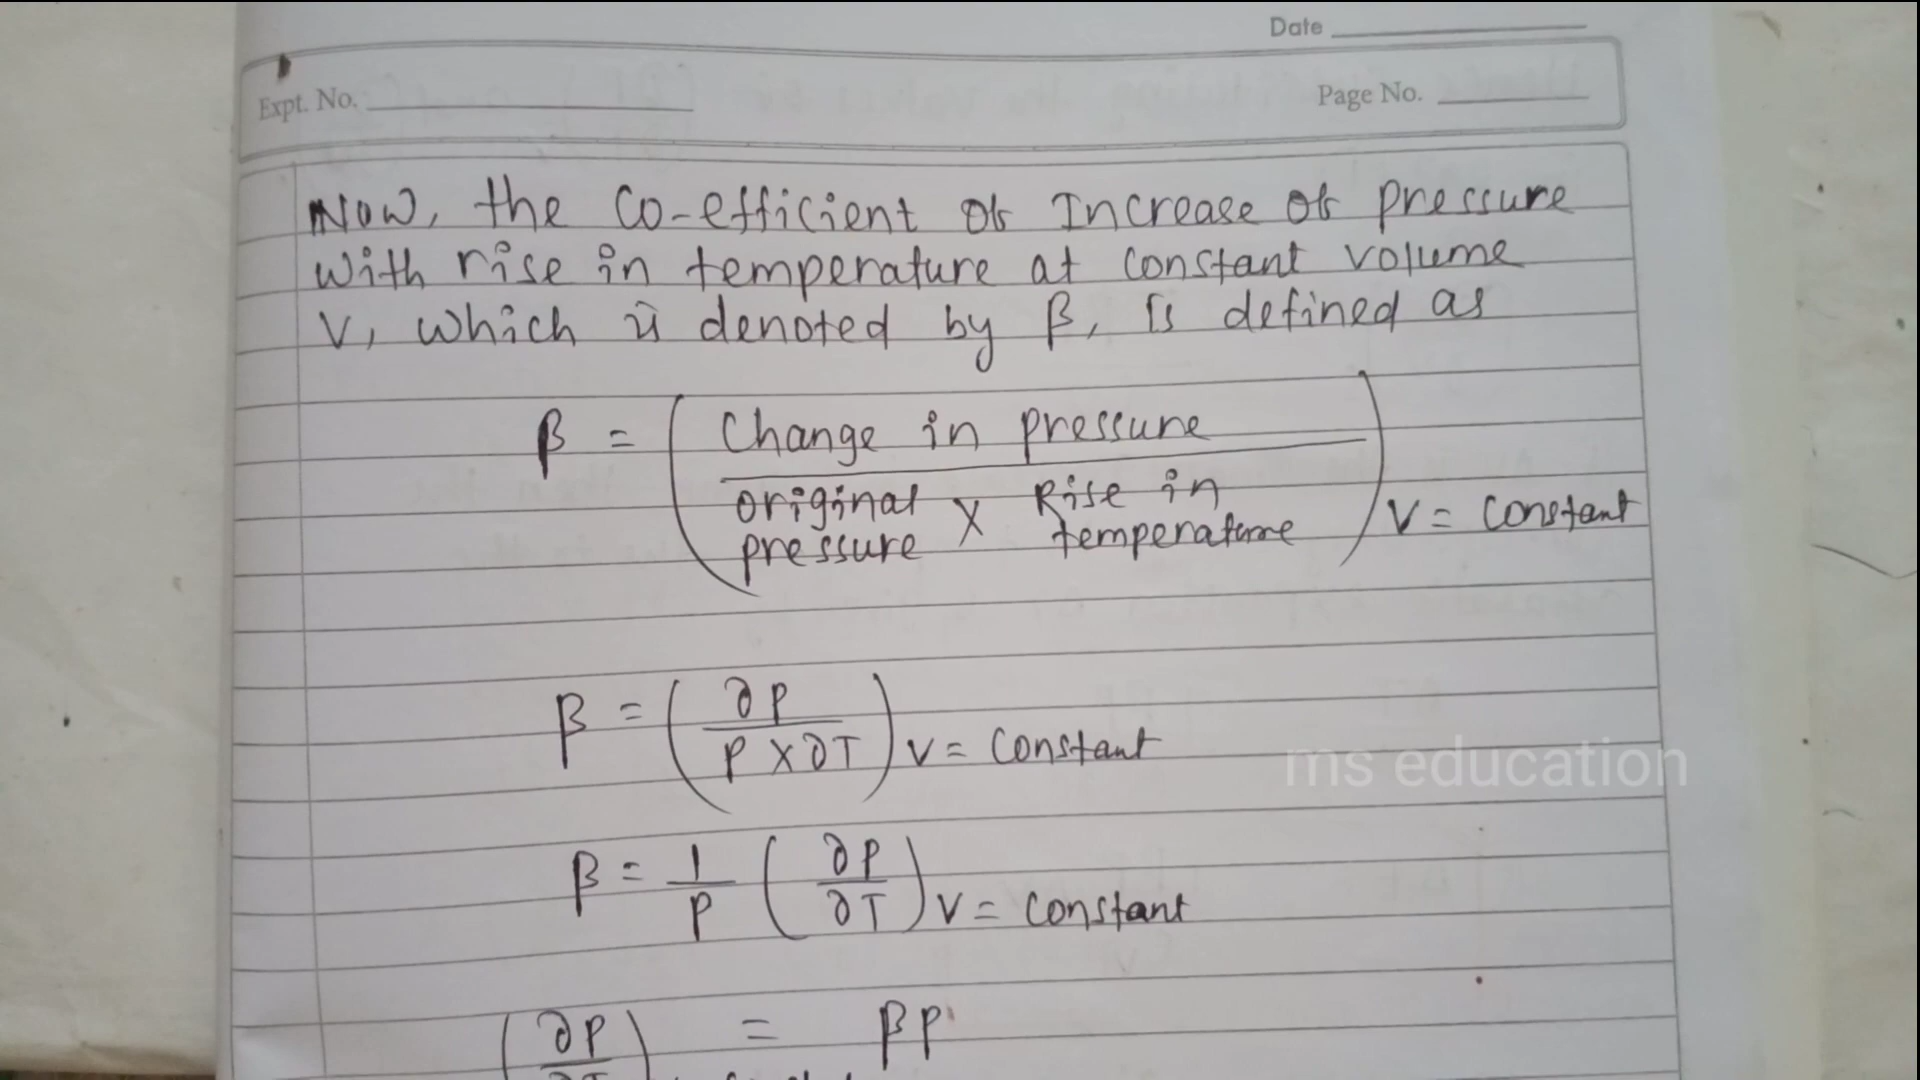 Date
Expt. No.
Page No.
Now, the Co-efficient of Increase of pressure
with rise in temperature at constant volume
V, which is denoted by β, Is defined as
β = ( Change in pressure / original pressure X Rise in temperature ) V = Constant
β = ( ∂P / P X ∂T ) V = Constant
ms education
β = 1/P ( ∂P / ∂T ) V = Constant
( ∂P / ∂T ) = βP